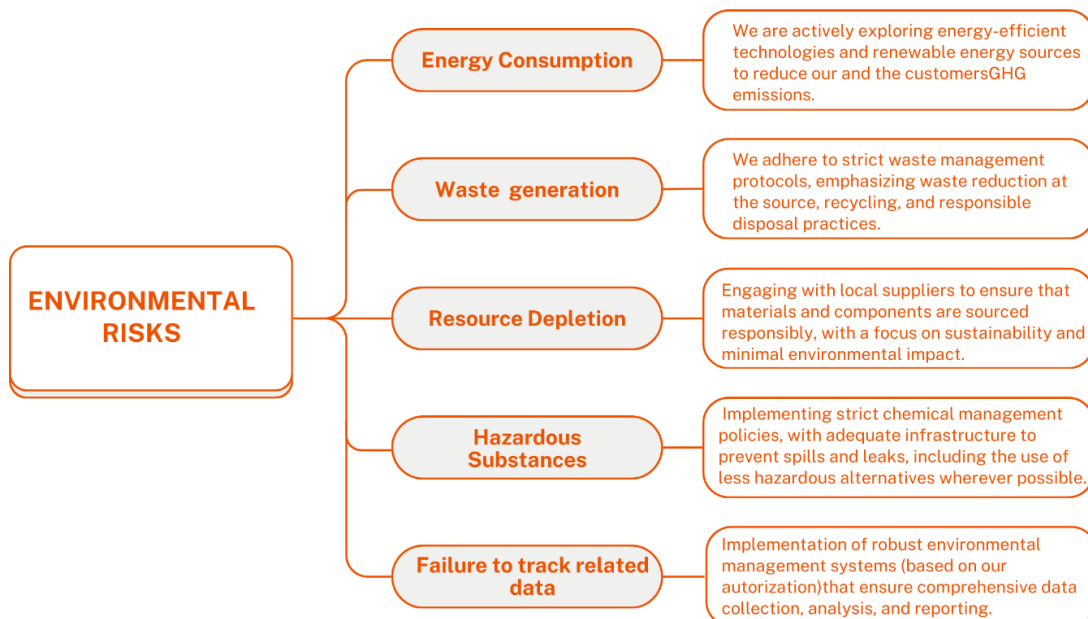 ENVIRONMENTAL
RISKS
Energy Consumption
We are actively exploring energy-efficient
technologies and renewable energy sources
to reduce our and the customersGHG
emissions.
Waste generation
We adhere to strict waste management
protocols, emphasizing waste reduction at
the source, recycling, and responsible
disposal practices.
Resource Depletion
Engaging with local suppliers to ensure that
materials and components are sourced
responsibly, with a focus on sustainability and
minimal environmental impact.
Hazardous
Substances
Implementing strict chemical management
policies, with adequate infrastructure to
prevent spills and leaks, including the use of
less hazardous alternatives wherever possible.
Failure to track related
data
Implementation of robust environmental
management systems (based on our
autorization)that ensure comprehensive data
collection, analysis, and reporting.